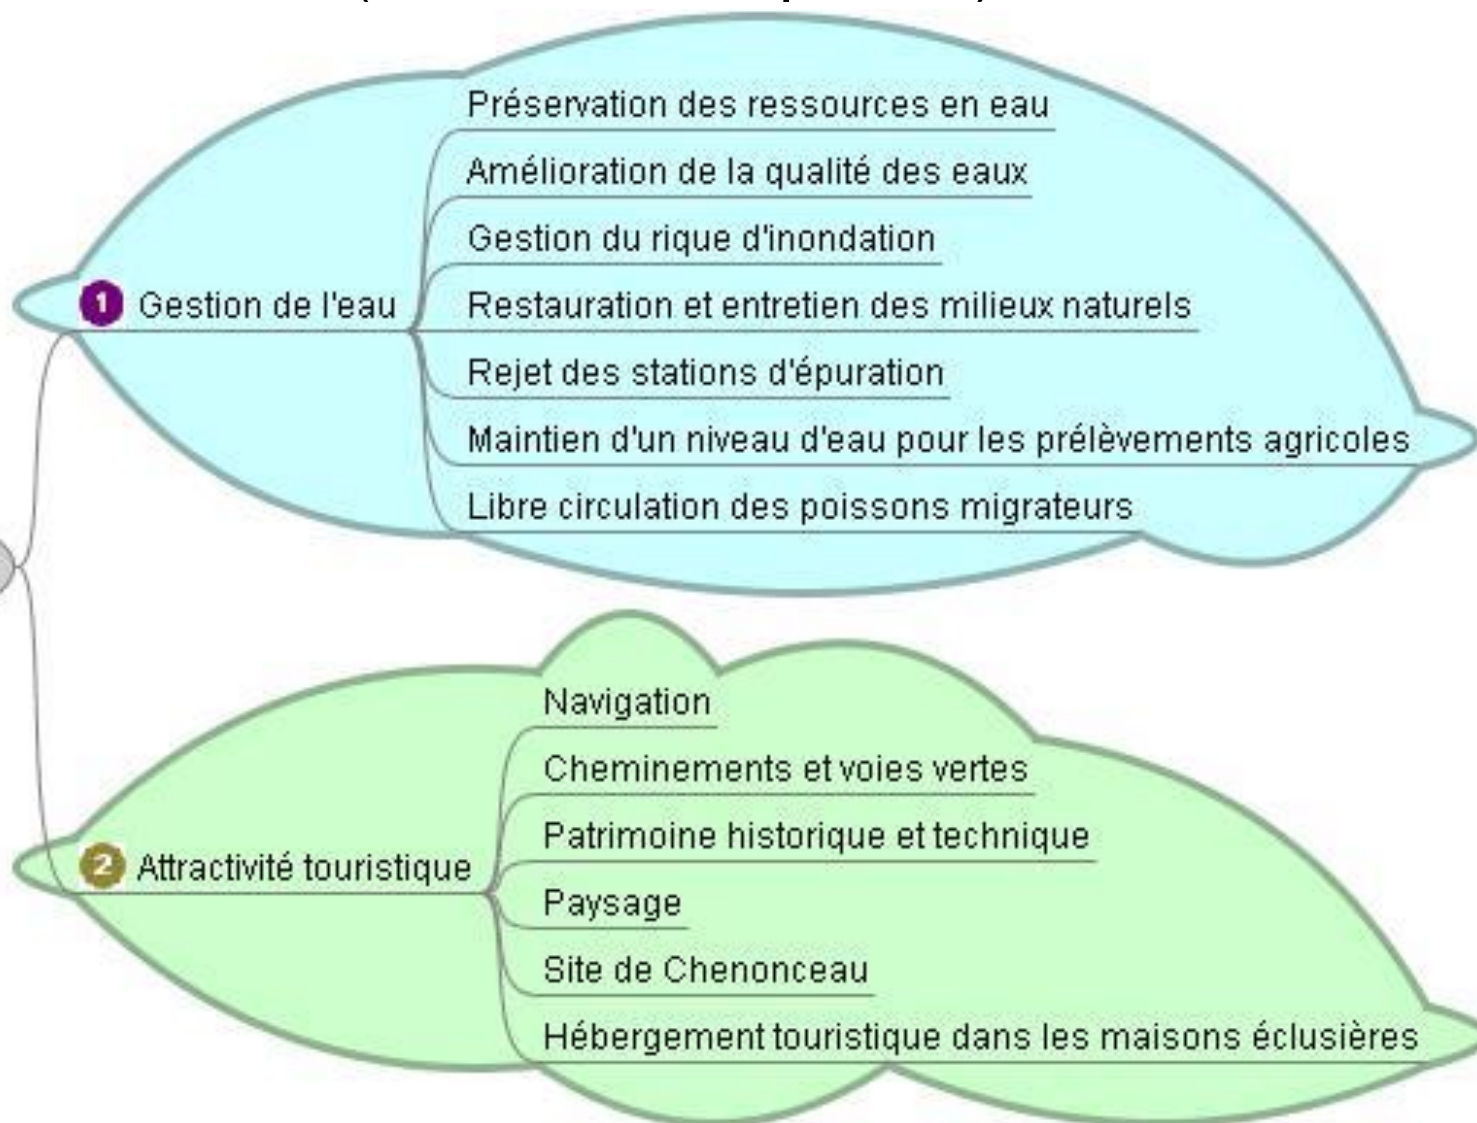 Préservation des ressources en eau
Amélioration de la qualité des eaux
Gestion du rique d'inondation
1 Gestion de l'eau
Restauration et entretien des milieux naturels
Rejet des stations d'épuration
Maintien d'un niveau d'eau pour les prélèvements agricoles
Libre circulation des poissons migrateurs
Navigation
Cheminements et voies vertes
Patrimoine historique et technique
2 Attractivité touristique
Paysage
Site de Chenonceau
Hébergement touristique dans les maisons éclusières